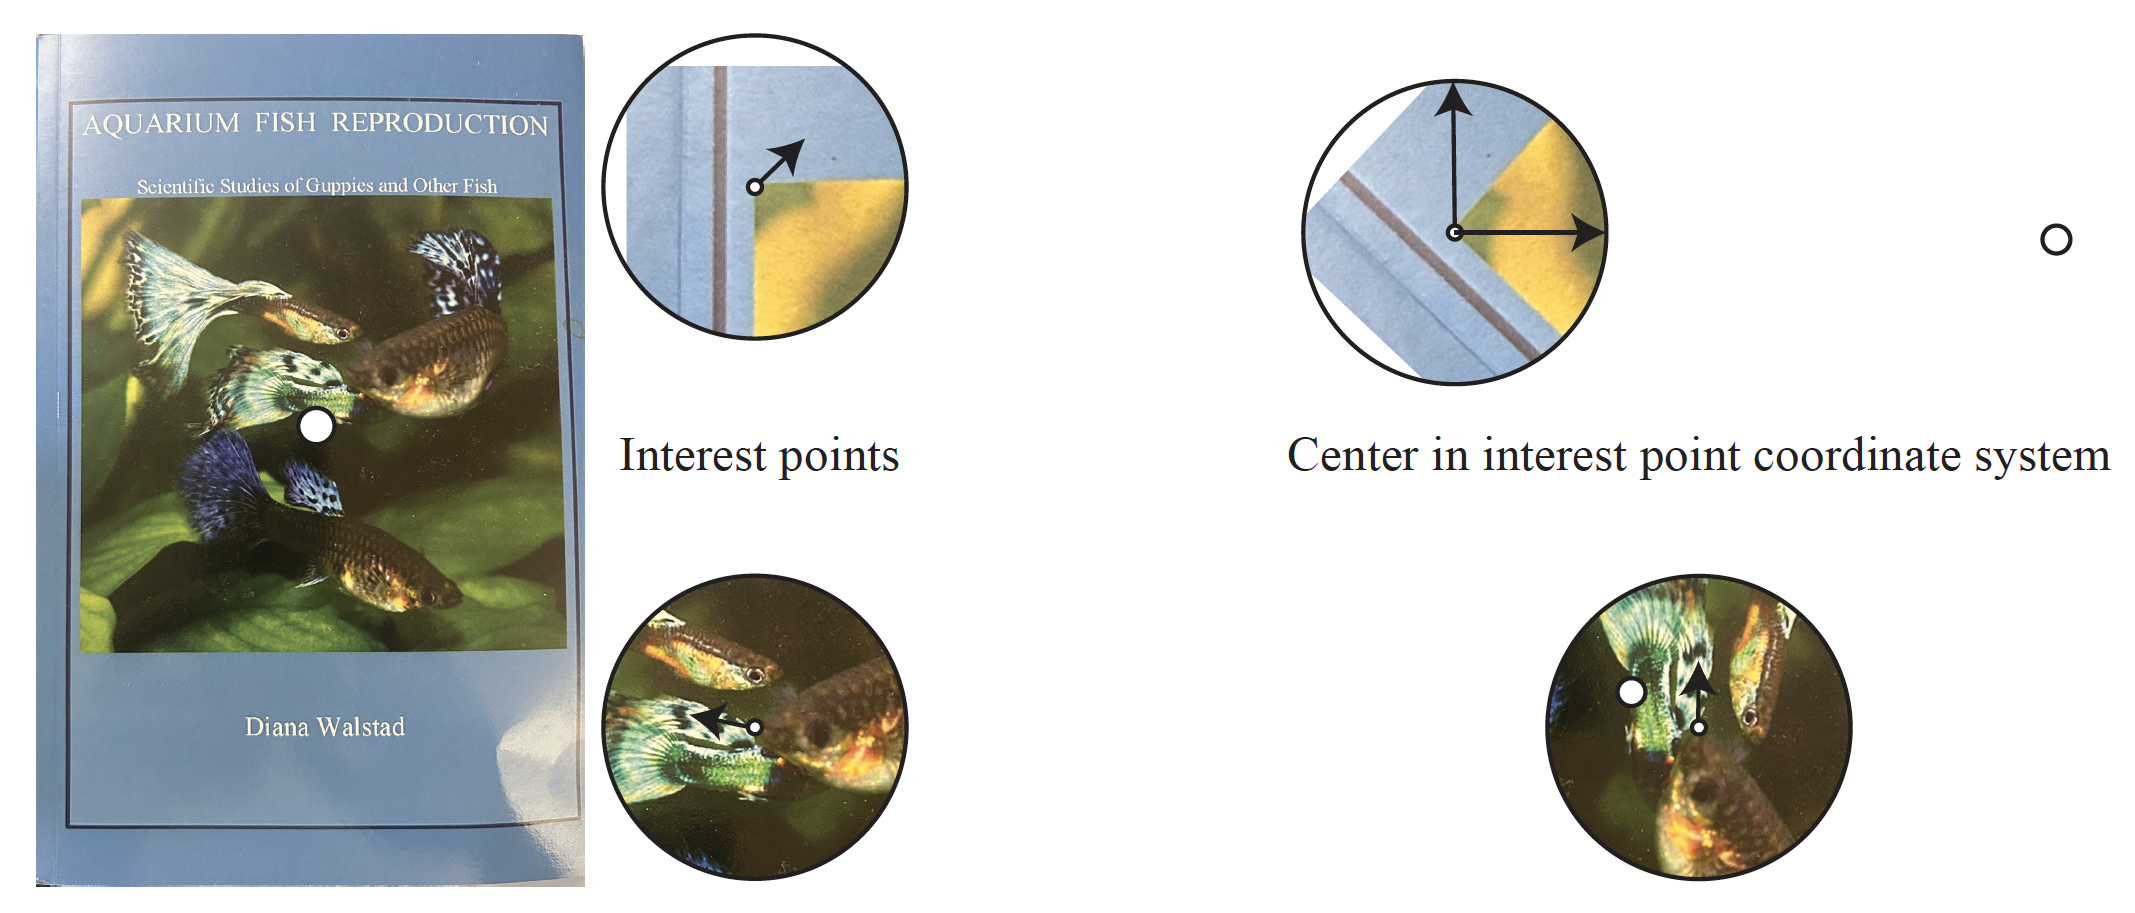 AQUARIUM FISH REPRODUCTION
Scientific Studies of Guppies and Other Fish
Diana Walstad
Interest points
Center in interest point coordinate system